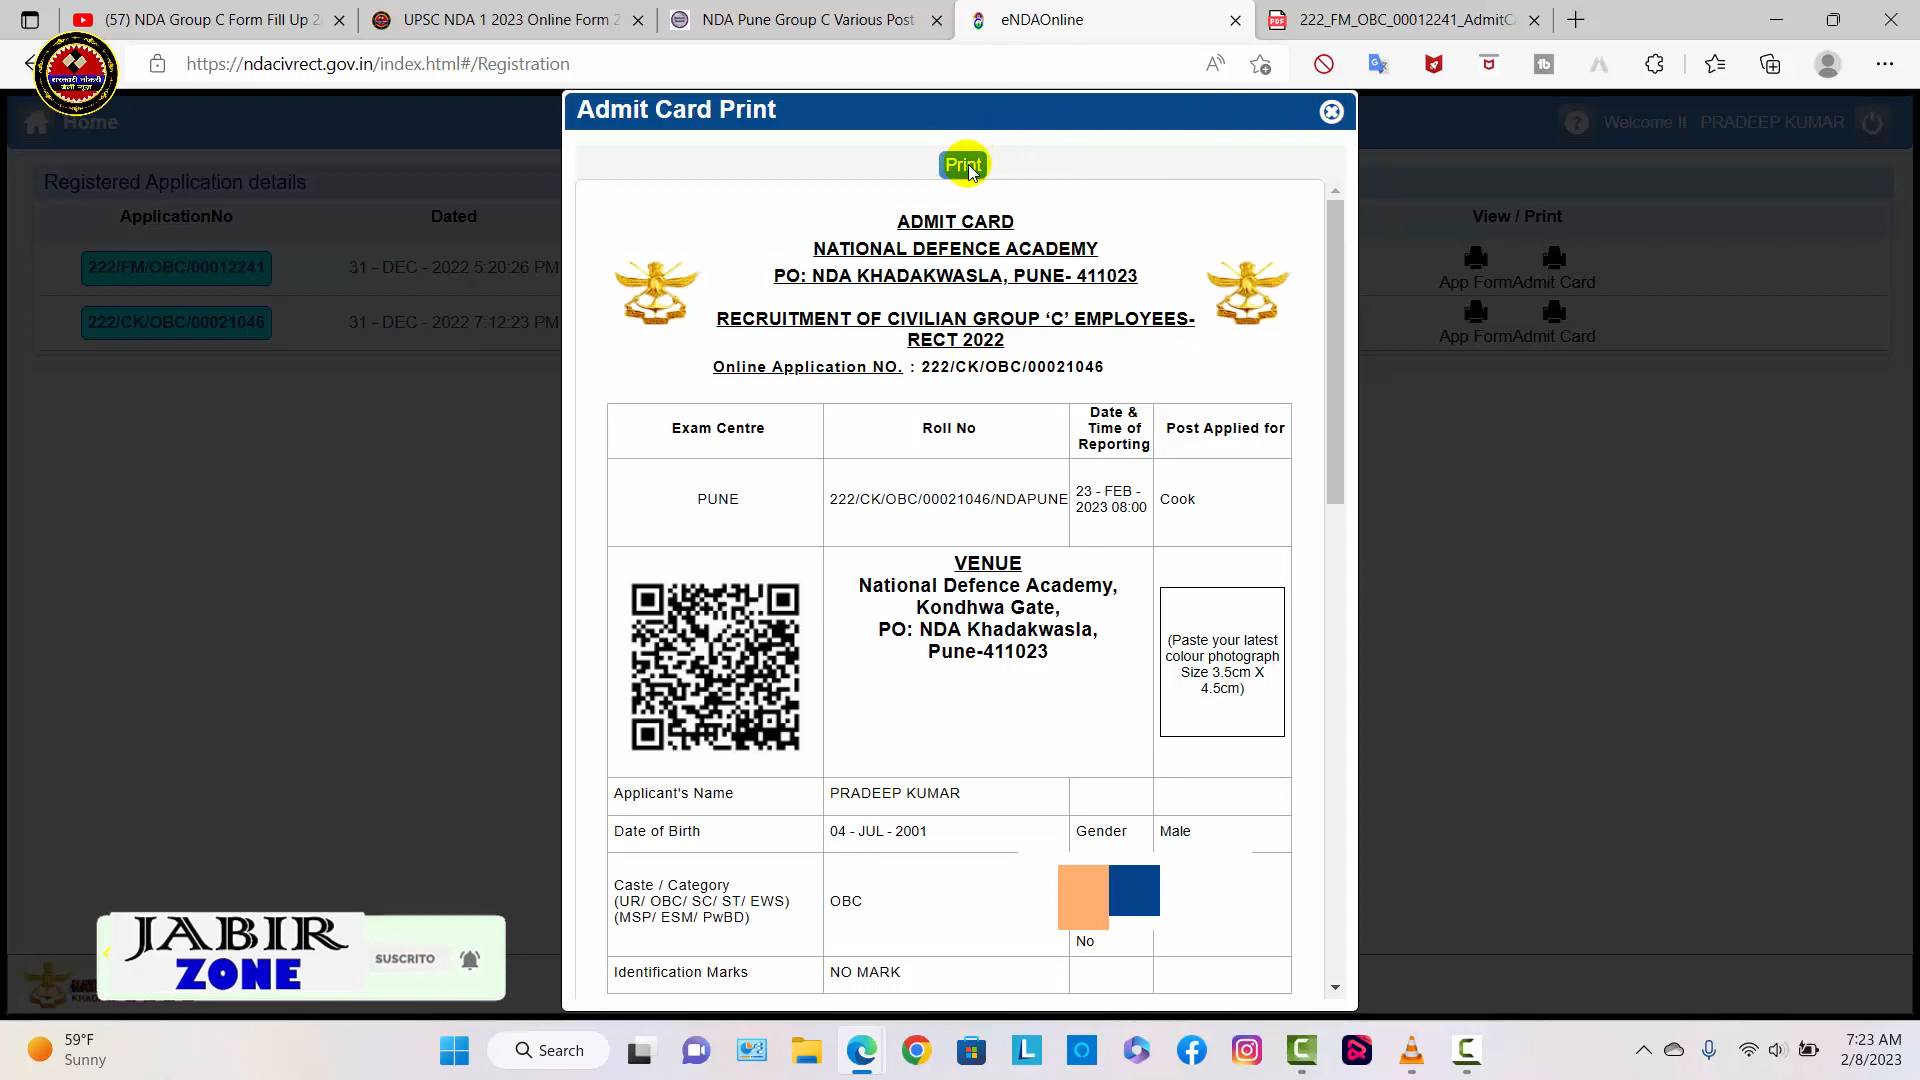 (57) NDA Group C Form Fill Up 2
UPSC NDA 1 2023 Online Form 2
NDA Pune Group C Various Post
eNDAOnline
222_FM_OBC_00012241_AdmitC
https://ndacivrect.gov.in/index.html#/Registration
Home
Welcome !! PRADEEP KUMAR
Admit Card Print
Print
Registered Application details
ApplicationNo Dated View / Print
222/FM/OBC/00012241 31 - DEC - 2022 5:20:26 PM
App Form Admit Card
222/CK/OBC/00021046 31 - DEC - 2022 7:12:23 PM
App Form Admit Card
ADMIT CARD
NATIONAL DEFENCE ACADEMY
PO: NDA KHADAKWASLA, PUNE- 411023
RECRUITMENT OF CIVILIAN GROUP ‘C’ EMPLOYEES-
RECT 2022
Online Application NO. : 222/CK/OBC/00021046
Exam Centre Roll No Date & Time of Reporting Post Applied for
PUNE 222/CK/OBC/00021046/NDAPUNE 23 - FEB - 2023 08:00 Cook
VENUE
National Defence Academy,
Kondhwa Gate,
PO: NDA Khadakwasla,
Pune-411023
(Paste your latest
colour photograph
Size 3.5cm X
4.5cm)
Applicant's Name PRADEEP KUMAR
Date of Birth 04 - JUL - 2001 Gender Male
Caste / Category
(UR/ OBC/ SC/ ST/ EWS)
(MSP/ ESM/ PwBD)
OBC
No
Identification Marks NO MARK
JABIR
ZONE
SUSCRITO
59°F
Sunny
Search
7:23 AM
2/8/2023